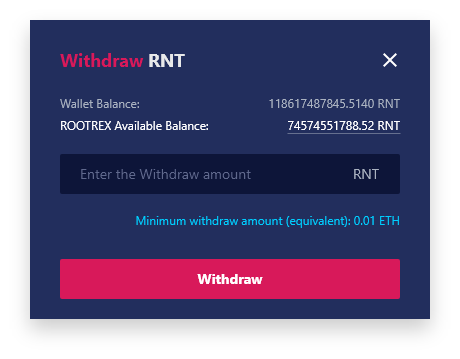 Withdraw RNT
Wallet Balance: 118617487845.5140 RNT
ROOTREX Available Balance: 74574551788.52 RNT
Enter the Withdraw amount RNT
Minimum withdraw amount (equivalent): 0.01 ETH
Withdraw